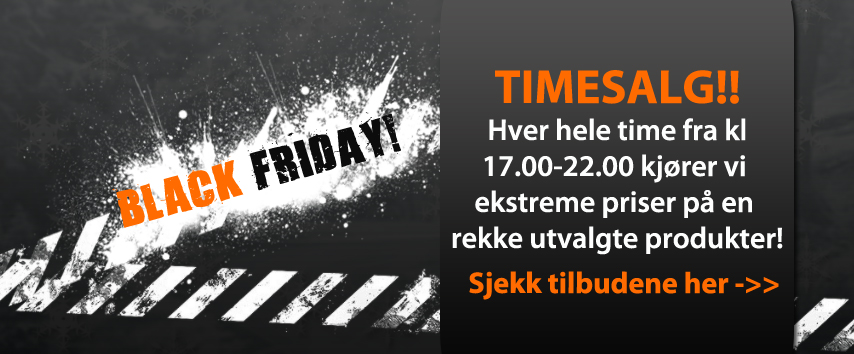 BLACK FRIDAY!
TIMESALG!!
Hver hele time fra kl
17.00-22.00 kjører vi
ekstreme priser på en
rekke utvalgte produkter!
Sjekk tilbudene her ->>